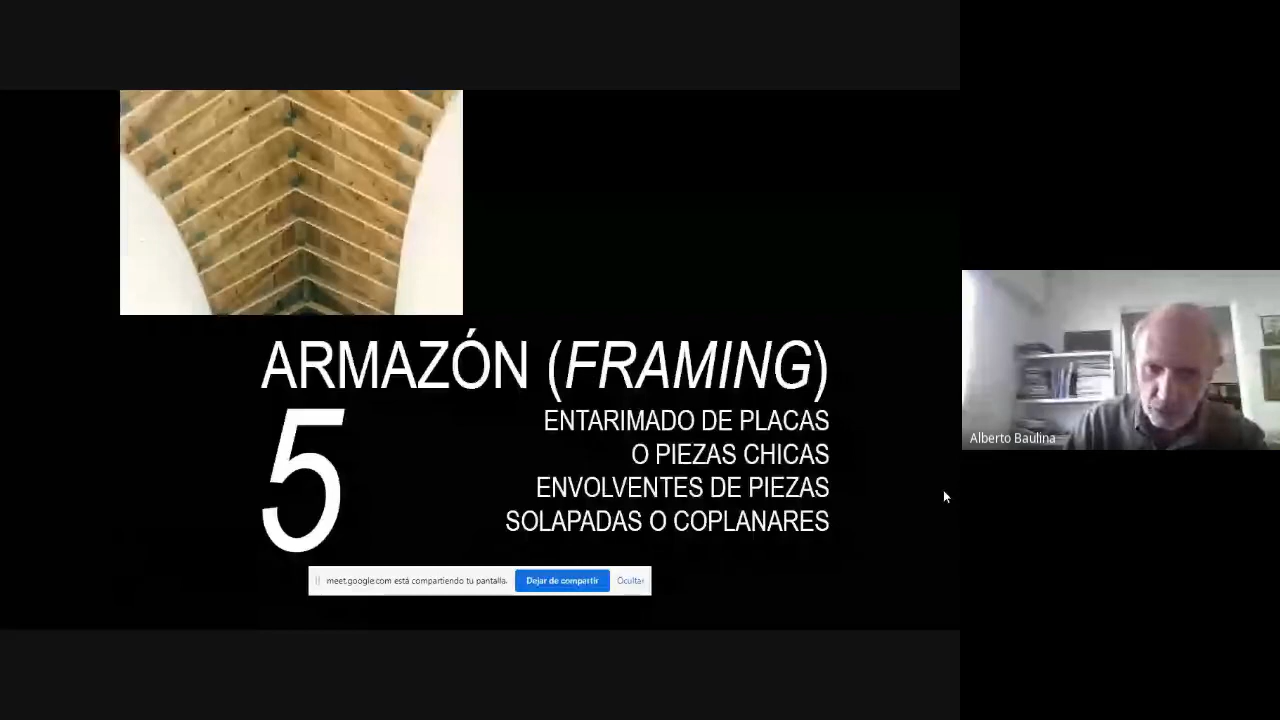 ARMAZÓN (FRAMING)
5
ENTARIMADO DE PLACAS
O PIEZAS CHICAS
ENVOLVENTES DE PIEZAS
SOLAPADAS O COPLANARES
meet.google.com está compartiendo tu pantalla.
Dejar de compartir
Ocultar
Alberto Baulina